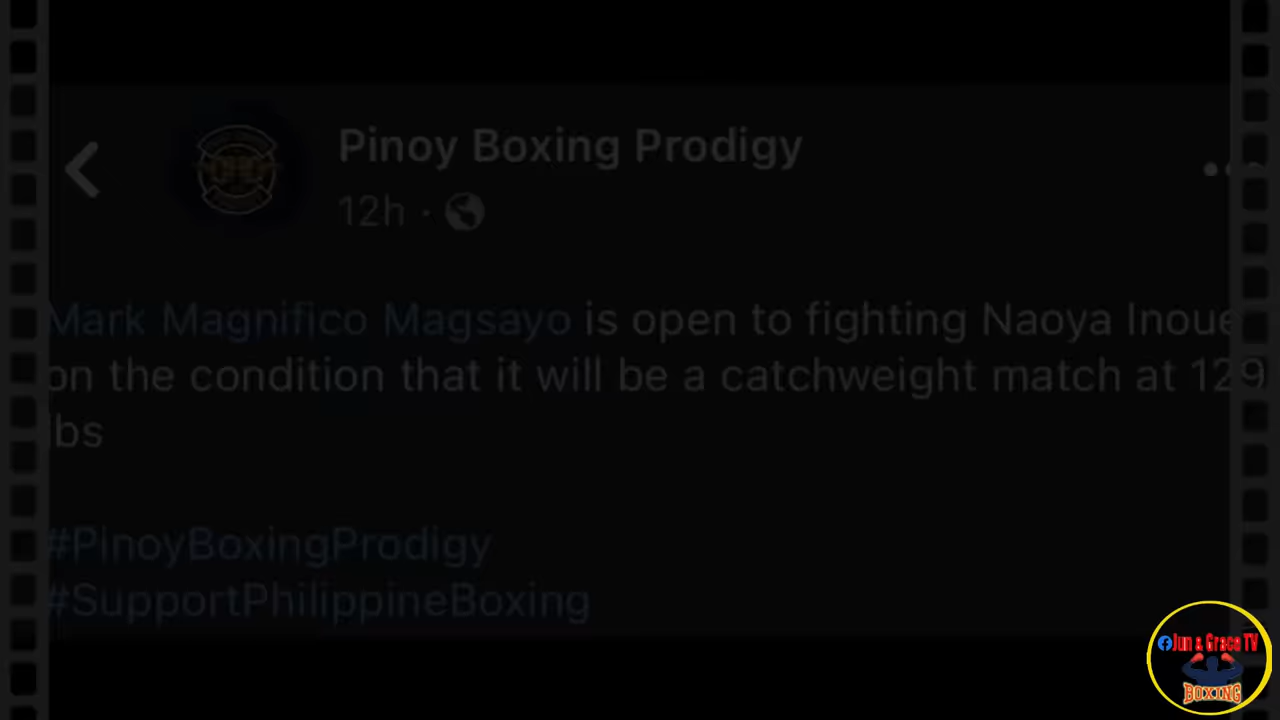 Pinoy Boxing Prodigy
12h ·
Mark Magnifico Magsayo is open to fighting Naoya Inoue
on the condition that it will be a catchweight match at 129
lbs
#PinoyBoxingProdigy
#SupportPhilippineBoxing
Jun & Grace TV
BOXING